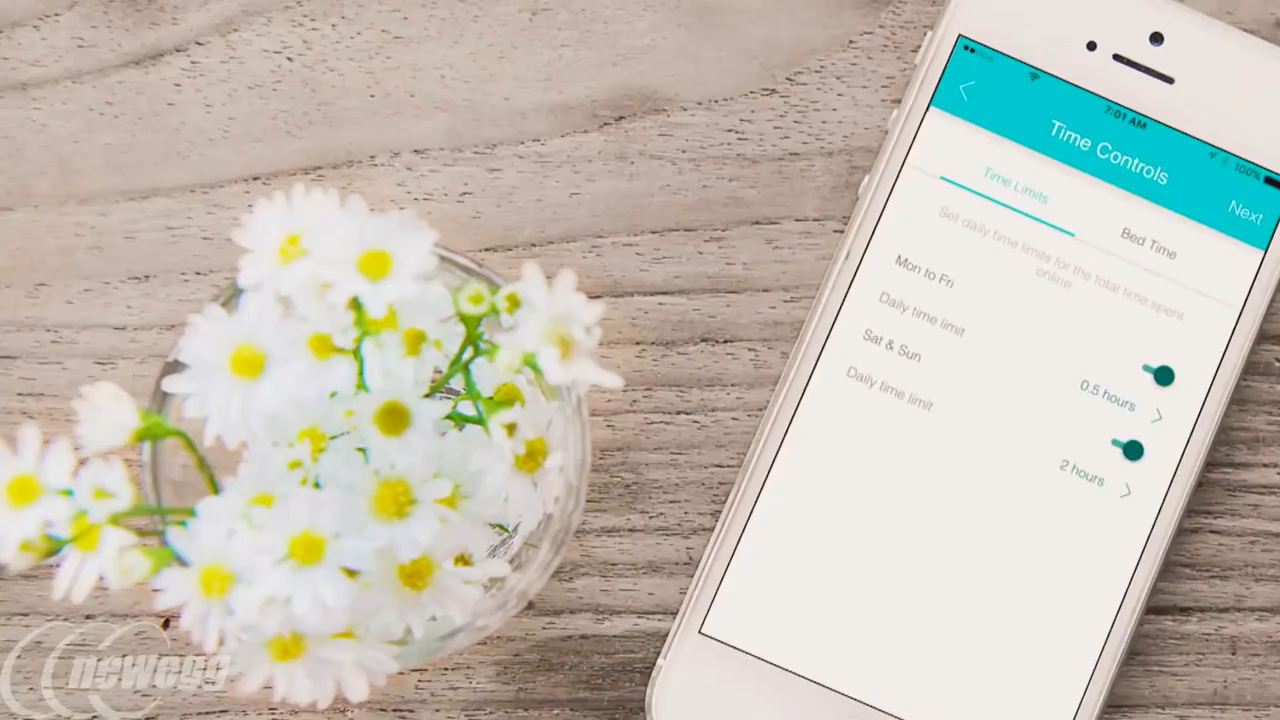 7:01 AM
100%
Time Controls
Next
Time Limits
Bed Time
Set daily time limits for the total time spent
online
Mon to Fri
Daily time limit
0.5 hours
Sat & Sun
Daily time limit
2 hours
newegg